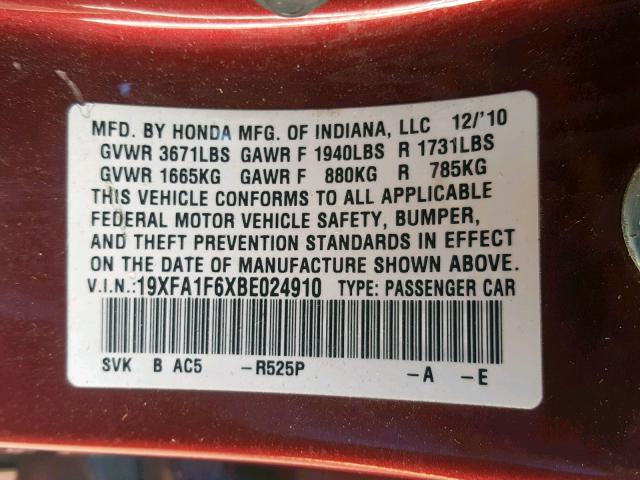 MFD. BY HONDA MFG. OF INDIANA, LLC 12/'10
GVWR 3671LBS GAWR F 1940LBS R 1731LBS
GVWR 1665KG GAWR F 880KG R 785KG
THIS VEHICLE CONFORMS TO ALL APPLICABLE
FEDERAL MOTOR VEHICLE SAFETY, BUMPER,
AND THEFT PREVENTION STANDARDS IN EFFECT
ON THE DATE OF MANUFACTURE SHOWN ABOVE.
V.I.N.:19XFA1F6XBE024910 TYPE: PASSENGER CAR
SVK B AC5 -R525P -A -E